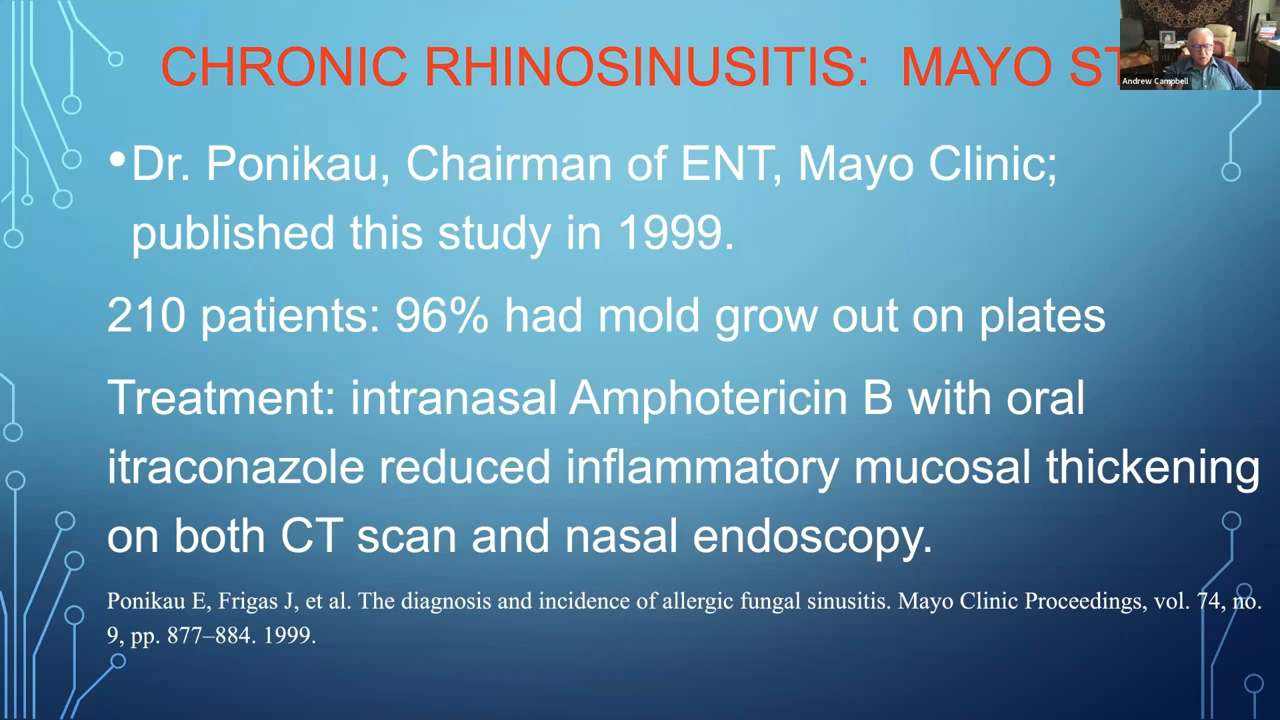 CHRONIC RHINOSINUSITIS: MAYO ST
Andrew Campbell
•Dr. Ponikau, Chairman of ENT, Mayo Clinic;
published this study in 1999.
210 patients: 96% had mold grow out on plates
Treatment: intranasal Amphotericin B with oral
itraconazole reduced inflammatory mucosal thickening
on both CT scan and nasal endoscopy.
Ponikau E, Frigas J, et al. The diagnosis and incidence of allergic fungal sinusitis. Mayo Clinic Proceedings, vol. 74, no.
9, pp. 877–884. 1999.